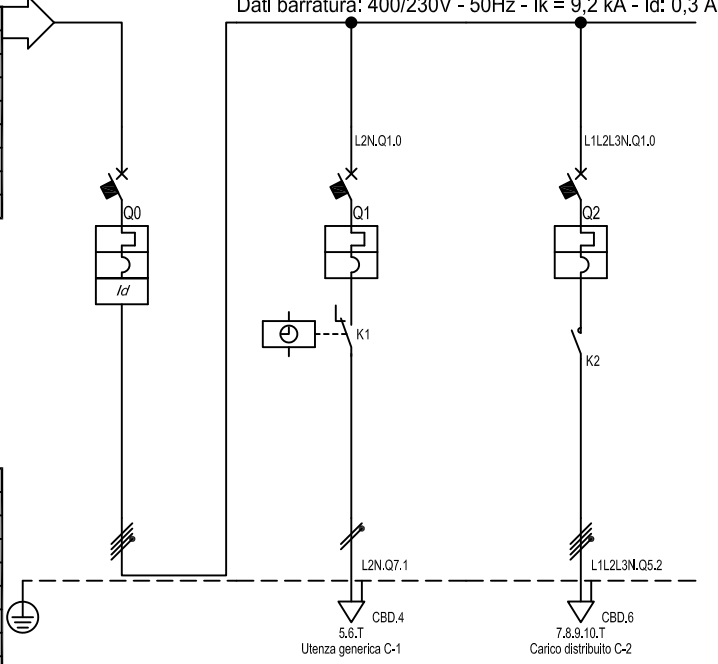 Dati barratura: 400/230V - 50Hz - Ik = 9,2 kA - Id: 0,3 A
L2N.Q1.0
L1L2L3N.Q1.0
Q0
Q1
Q2
Id
K1
K2
L2N.Q7.1
L1L2L3N.Q5.2
CBD.4
CBD.6
5.6.T
7.8.9.10.T
Utenza generica C-1
Carico distribuito C-2